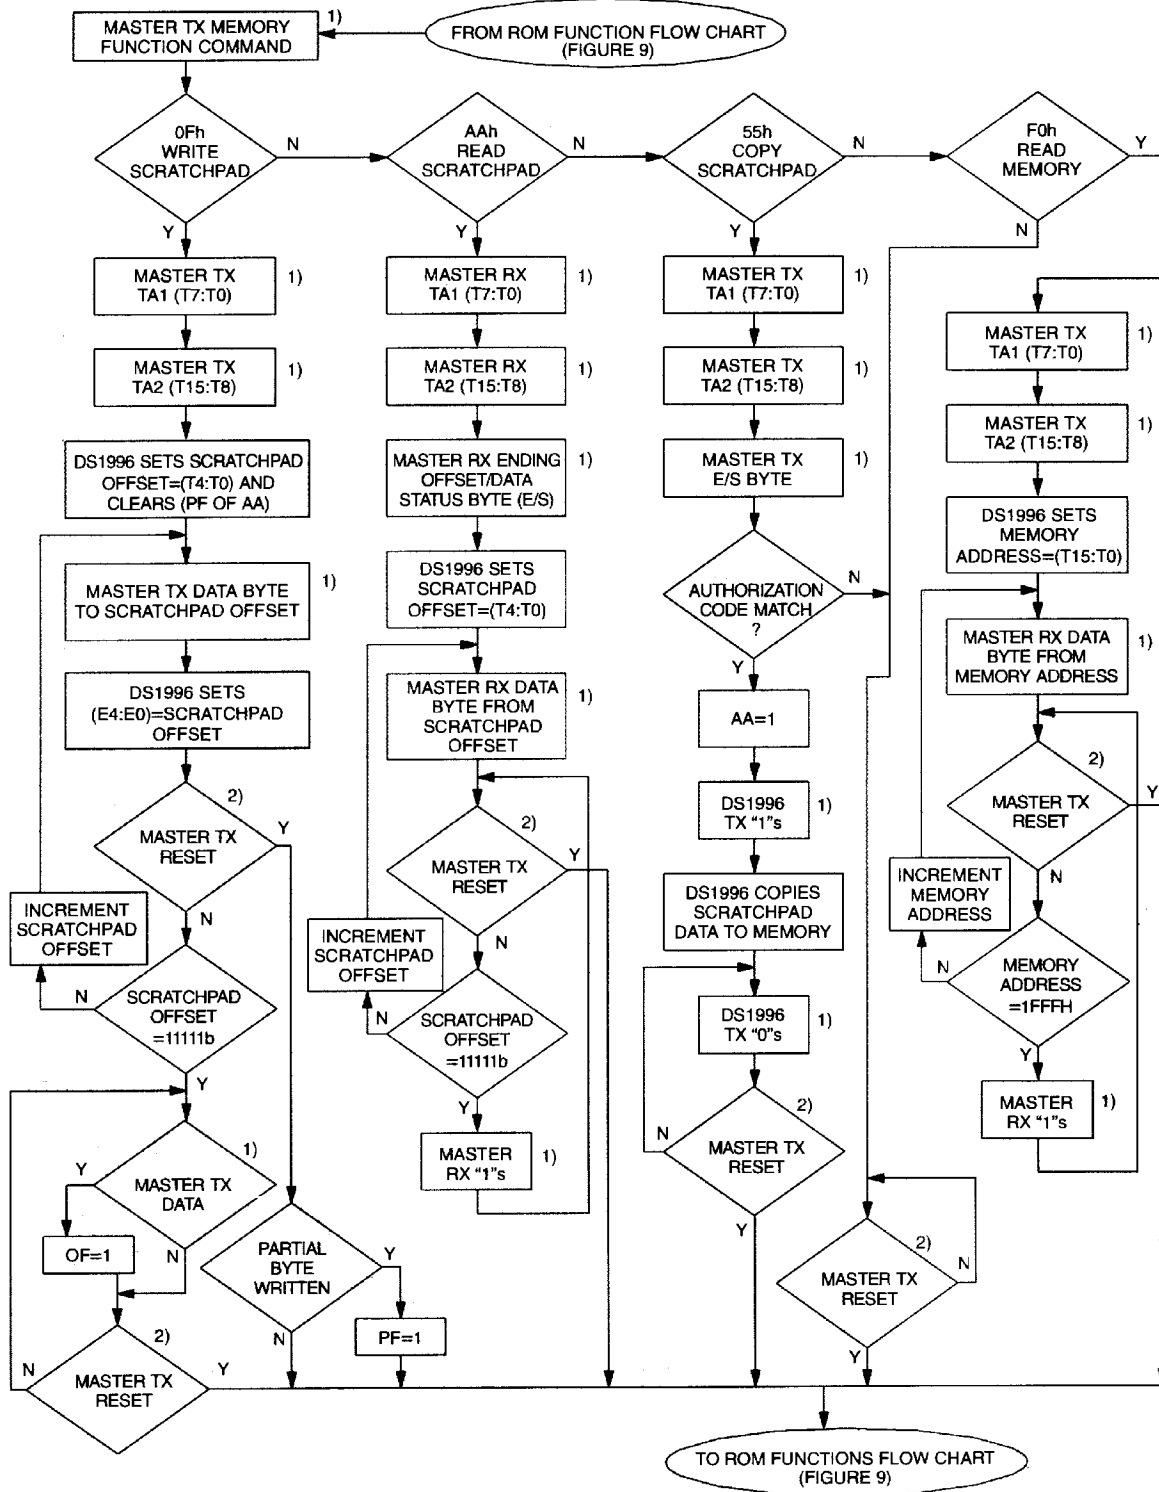 MASTER TX MEMORY
FUNCTION COMMAND
1)
FROM ROM FUNCTION FLOW CHART
(FIGURE 9)
0Fh
WRITE
SCRATCHPAD
N
Y
AAh
READ
SCRATCHPAD
N
Y
55h
COPY
SCRATCHPAD
N
Y
F0h
READ
MEMORY
Y
N
MASTER TX
TA1 (T7:T0)
1)
MASTER TX
TA2 (T15:T8)
1)
DS1996 SETS SCRATCHPAD
OFFSET=(T4:T0) AND
CLEARS (PF OF AA)
MASTER TX DATA BYTE
TO SCRATCHPAD OFFSET
1)
DS1996 SETS
(E4:E0)=SCRATCHPAD
OFFSET
2)
MASTER TX
RESET
Y
N
INCREMENT
SCRATCHPAD
OFFSET
N
SCRATCHPAD
OFFSET
=11111b
Y
1)
Y
MASTER TX
DATA
N
OF=1
2)
N
MASTER TX
RESET
Y
PARTIAL
BYTE
WRITTEN
Y
N
PF=1
MASTER RX
TA1 (T7:T0)
1)
MASTER RX
TA2 (T15:T8)
1)
MASTER RX ENDING
OFFSET/DATA
STATUS BYTE (E/S)
1)
DS1996 SETS
SCRATCHPAD
OFFSET=(T4:T0)
MASTER RX DATA
BYTE FROM
SCRATCHPAD
OFFSET
1)
2)
MASTER TX
RESET
Y
N
INCREMENT
SCRATCHPAD
OFFSET
N
SCRATCHPAD
OFFSET
=11111b
Y
MASTER
RX “1”s
1)
MASTER TX
TA1 (T7:T0)
1)
MASTER TX
TA2 (T15:T8)
1)
MASTER TX
E/S BYTE
1)
AUTHORIZATION
CODE MATCH
?
N
Y
AA=1
DS1996
TX “1”s
1)
DS1996 COPIES
SCRATCHPAD
DATA TO MEMORY
DS1996
TX “0”s
1)
2)
N
MASTER TX
RESET
Y
2)
N
MASTER TX
RESET
Y
MASTER TX
TA1 (T7:T0)
1)
MASTER TX
TA2 (T15:T8)
1)
DS1996 SETS
MEMORY
ADDRESS=(T15:T0)
MASTER RX DATA
BYTE FROM
MEMORY ADDRESS
1)
2)
MASTER TX
RESET
Y
N
INCREMENT
MEMORY
ADDRESS
N
MEMORY
ADDRESS
=1FFFH
Y
MASTER
RX “1”s
1)
TO ROM FUNCTIONS FLOW CHART
(FIGURE 9)